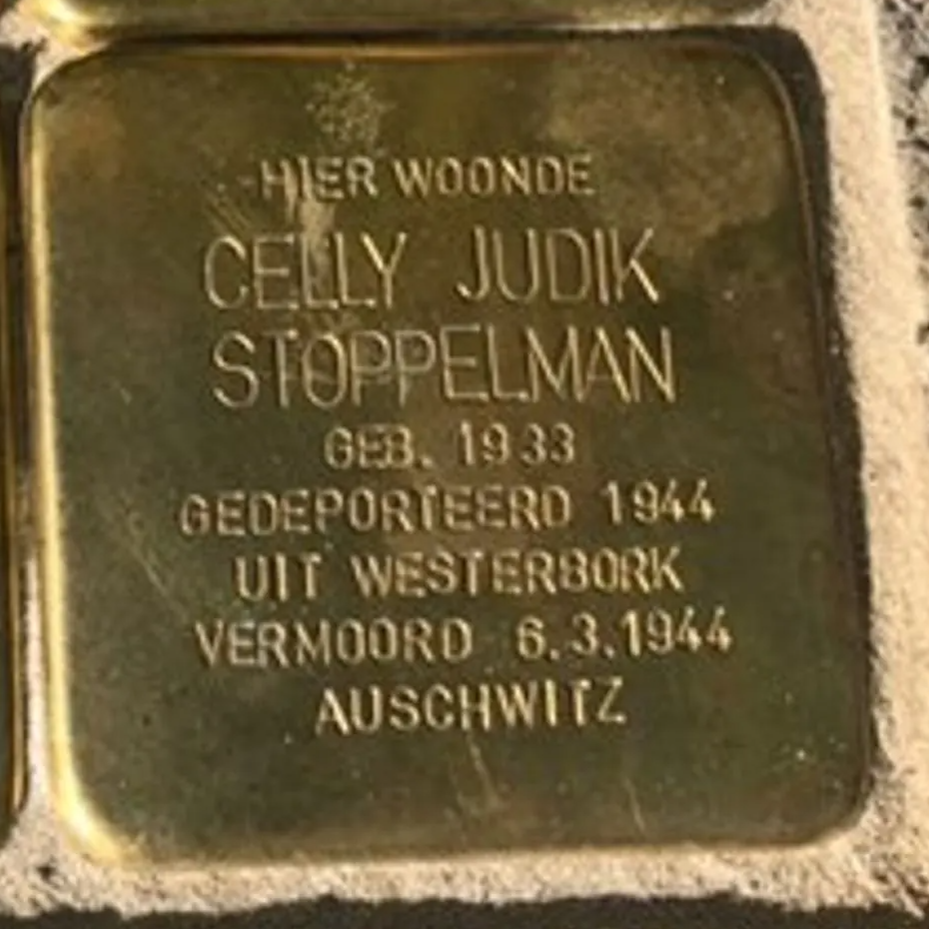 HIER WOONDE
CELLY JUDIK
STOPPELMAN
GEB. 1933
GEDEPORTEERD 1944
UIT WESTERBORK
VERMOORD 6.3.1944
AUSCHWITZ